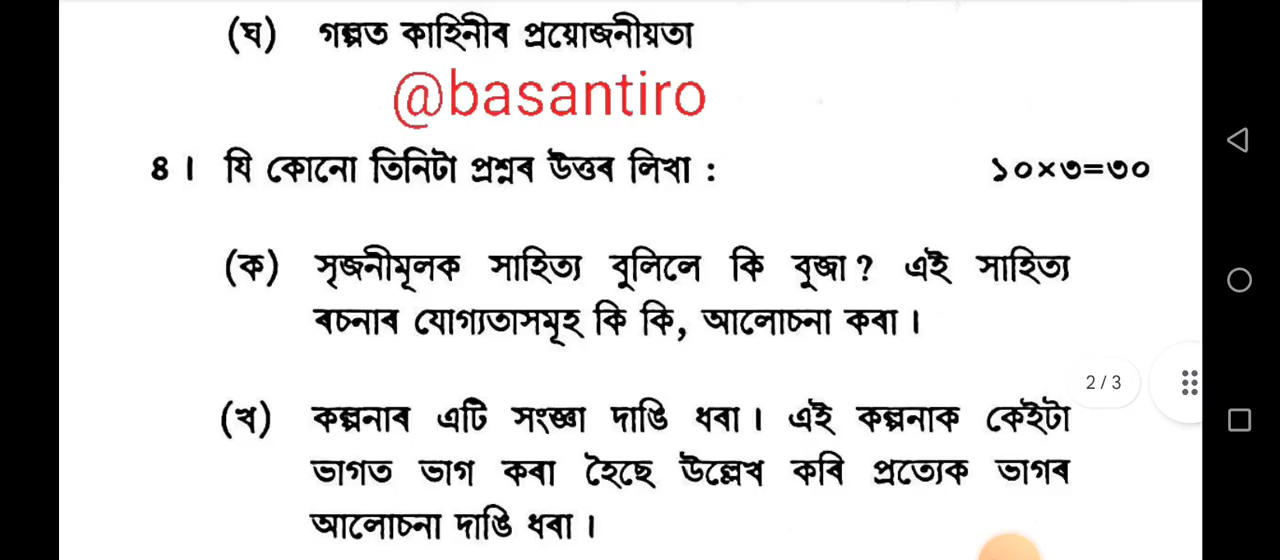 (ঘ) গল্পত কাহিনীৰ প্ৰয়োজনীয়তা
@basantiro
৪। যি কোনো তিনিটা প্ৰশ্নৰ উত্তৰ লিখা : ১০×৩=৩০
(ক) সৃজনীমূলক সাহিত্য বুলিলে কি বুজা? এই সাহিত্য
ৰচনাৰ যোগ্যতাসমূহ কি কি, আলোচনা কৰা।
2 / 3
(খ) কল্পনাৰ এটি সংজ্ঞা দাঙি ধৰা। এই কল্পনাক কেইটা
ভাগত ভাগ কৰা হৈছে উল্লেখ কৰি প্ৰত্যেক ভাগৰ
আলোচনা দাঙি ধৰা।